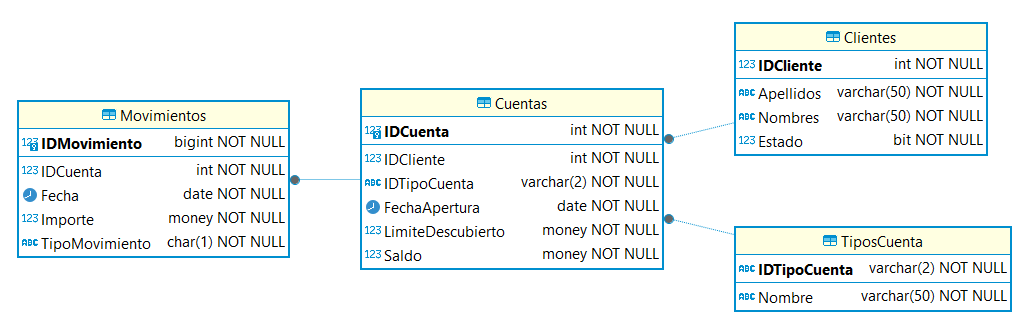 Movimientos
123 IDMovimiento bigint NOT NULL
123 IDCuenta int NOT NULL
Fecha date NOT NULL
123 Importe money NOT NULL
ABC TipoMovimiento char(1) NOT NULL
Cuentas
123 IDCuenta int NOT NULL
123 IDCliente int NOT NULL
ABC IDTipoCuenta varchar(2) NOT NULL
FechaApertura date NOT NULL
123 LimiteDescubierto money NOT NULL
123 Saldo money NOT NULL
Clientes
123 IDCliente int NOT NULL
ABC Apellidos varchar(50) NOT NULL
ABC Nombres varchar(50) NOT NULL
123 Estado bit NOT NULL
TiposCuenta
ABC IDTipoCuenta varchar(2) NOT NULL
ABC Nombre varchar(50) NOT NULL